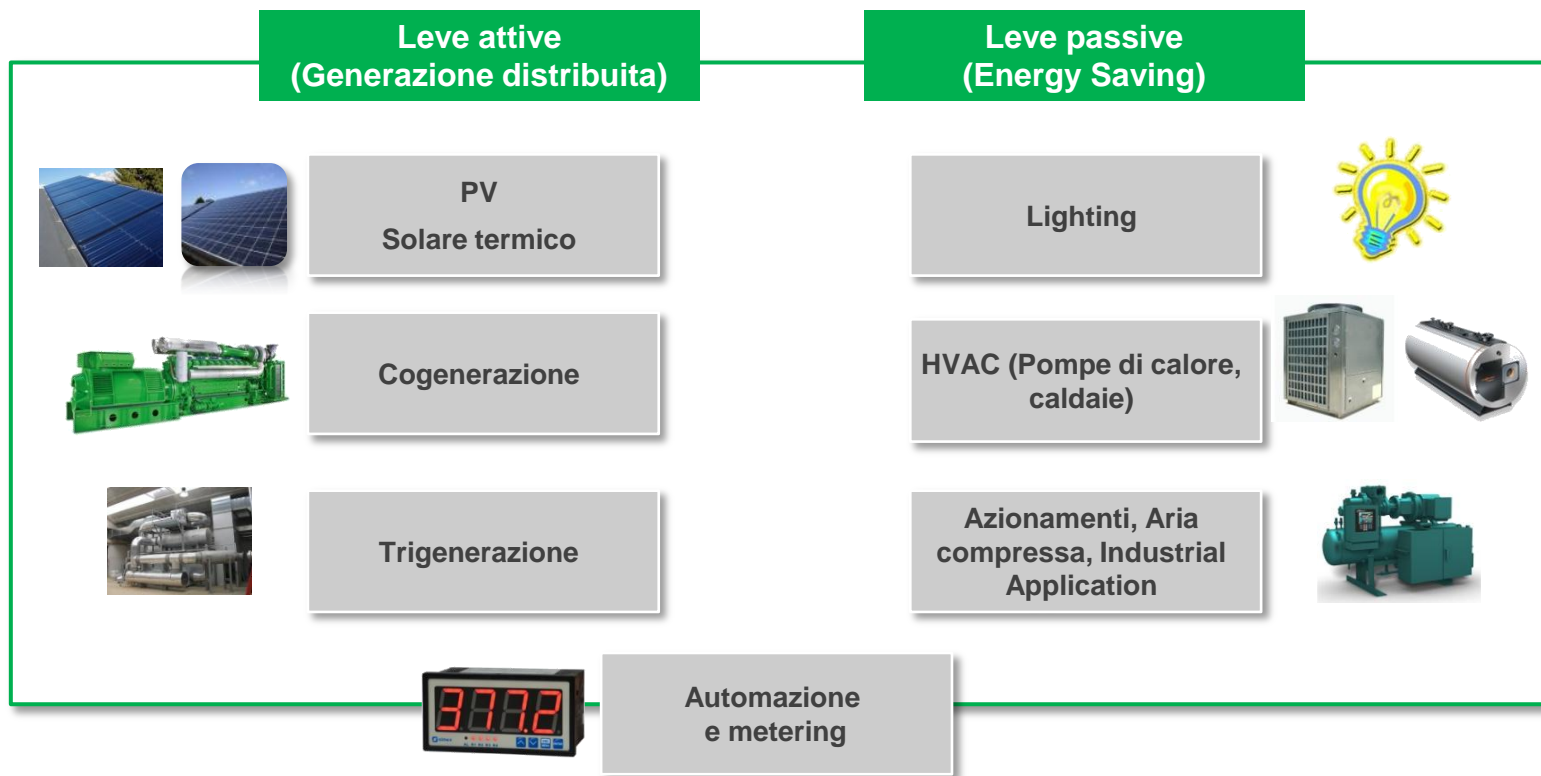 Leve attive
(Generazione distribuita)
Leve passive
(Energy Saving)
PV
Solare termico
Lighting
Cogenerazione
HVAC (Pompe di calore,
caldaie)
Trigenerazione
Azionamenti, Aria
compressa, Industrial
Application
377.2
Automazione
e metering